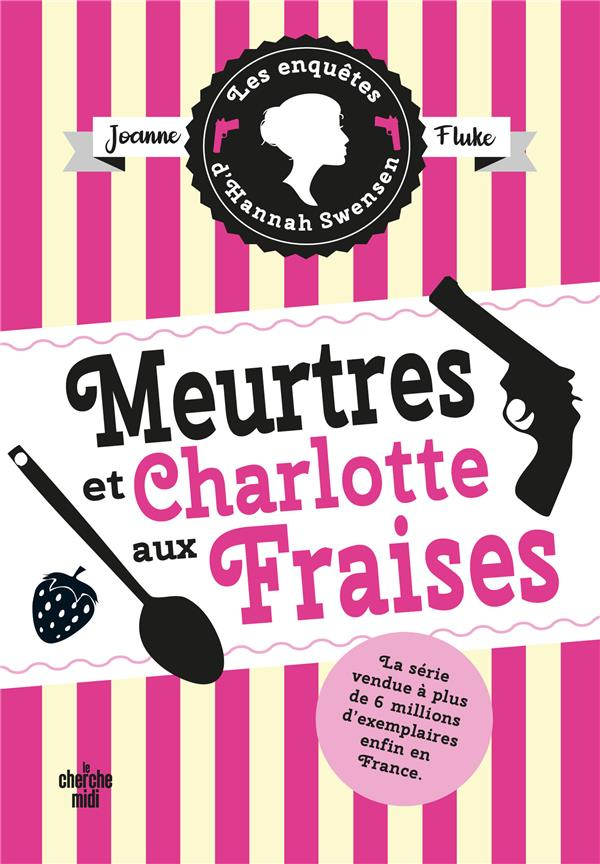 Les enquêtes
d'Hannah Swensen
Joanne Fluke
Meurtres
et Charlotte
aux Fraises
La série
vendue à plus
de 6 millions
d'exemplaires
enfin en
France.
le
cherche
midi